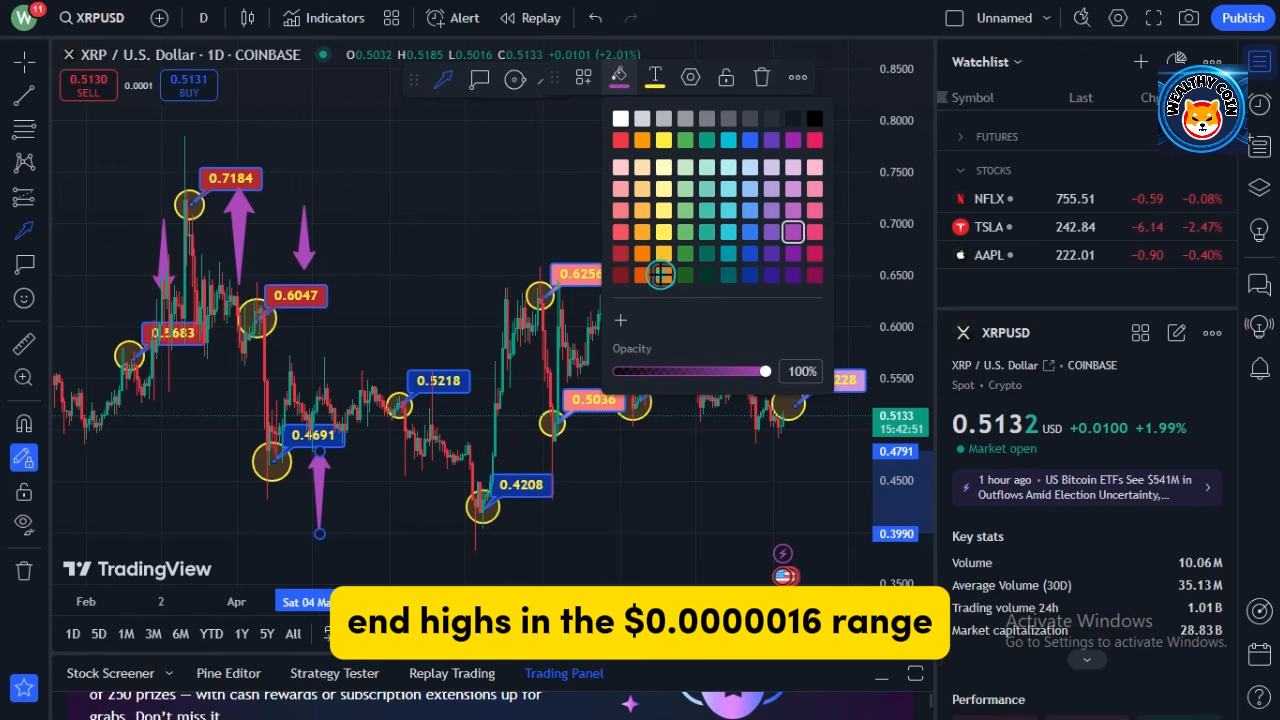 W
11
XRPUSD
D
Indicators
Alert
Replay
Unnamed
Publish
XRP / U.S. Dollar · 1D · COINBASE
O0.5032 H0.5185 L0.5016 C0.5133 +0.0101 (+2.01%)
0.5130
SELL
0.0001
0.5131
BUY
T
0.7184
0.5683
0.6047
0.4691
0.5218
0.4208
0.6256
0.5036
228
Opacity
100%
0.8500
0.8000
0.7500
0.7000
0.6500
0.6000
0.5500
0.5133
15:42:51
0.4791
0.4500
0.3990
0.3500
TradingView
Feb
2
Apr
Sat 04 Ma
end highs in the $0.0000016 range
1D 5D 1M 3M 6M YTD 1Y 5Y All
Stock Screener
Pine Editor
Strategy Tester
Replay Trading
Trading Panel
of 250 prizes — with cash rewards or subscription extensions up for
grabs. Don't miss it
Watchlist
Symbol
Last
WEALTHY COIN
FUTURES
STOCKS
NFLX 755.51 −0.59 −0.08%
TSLA 242.84 −6.14 −2.47%
AAPL 222.01 −0.90 −0.40%
XRPUSD
XRP / U.S. Dollar COINBASE
Spot • Crypto
0.5132 USD +0.0100 +1.99%
Market open
1 hour ago • US Bitcoin ETFs See $541M in
Outflows Amid Election Uncertainty,...
Key stats
Volume 10.06M
Average Volume (30D) 35.13M
Trading volume 24h 1.01B
Market capitalization 28.83B
Activate Windows
Go to Settings to activate Windows.
Performance